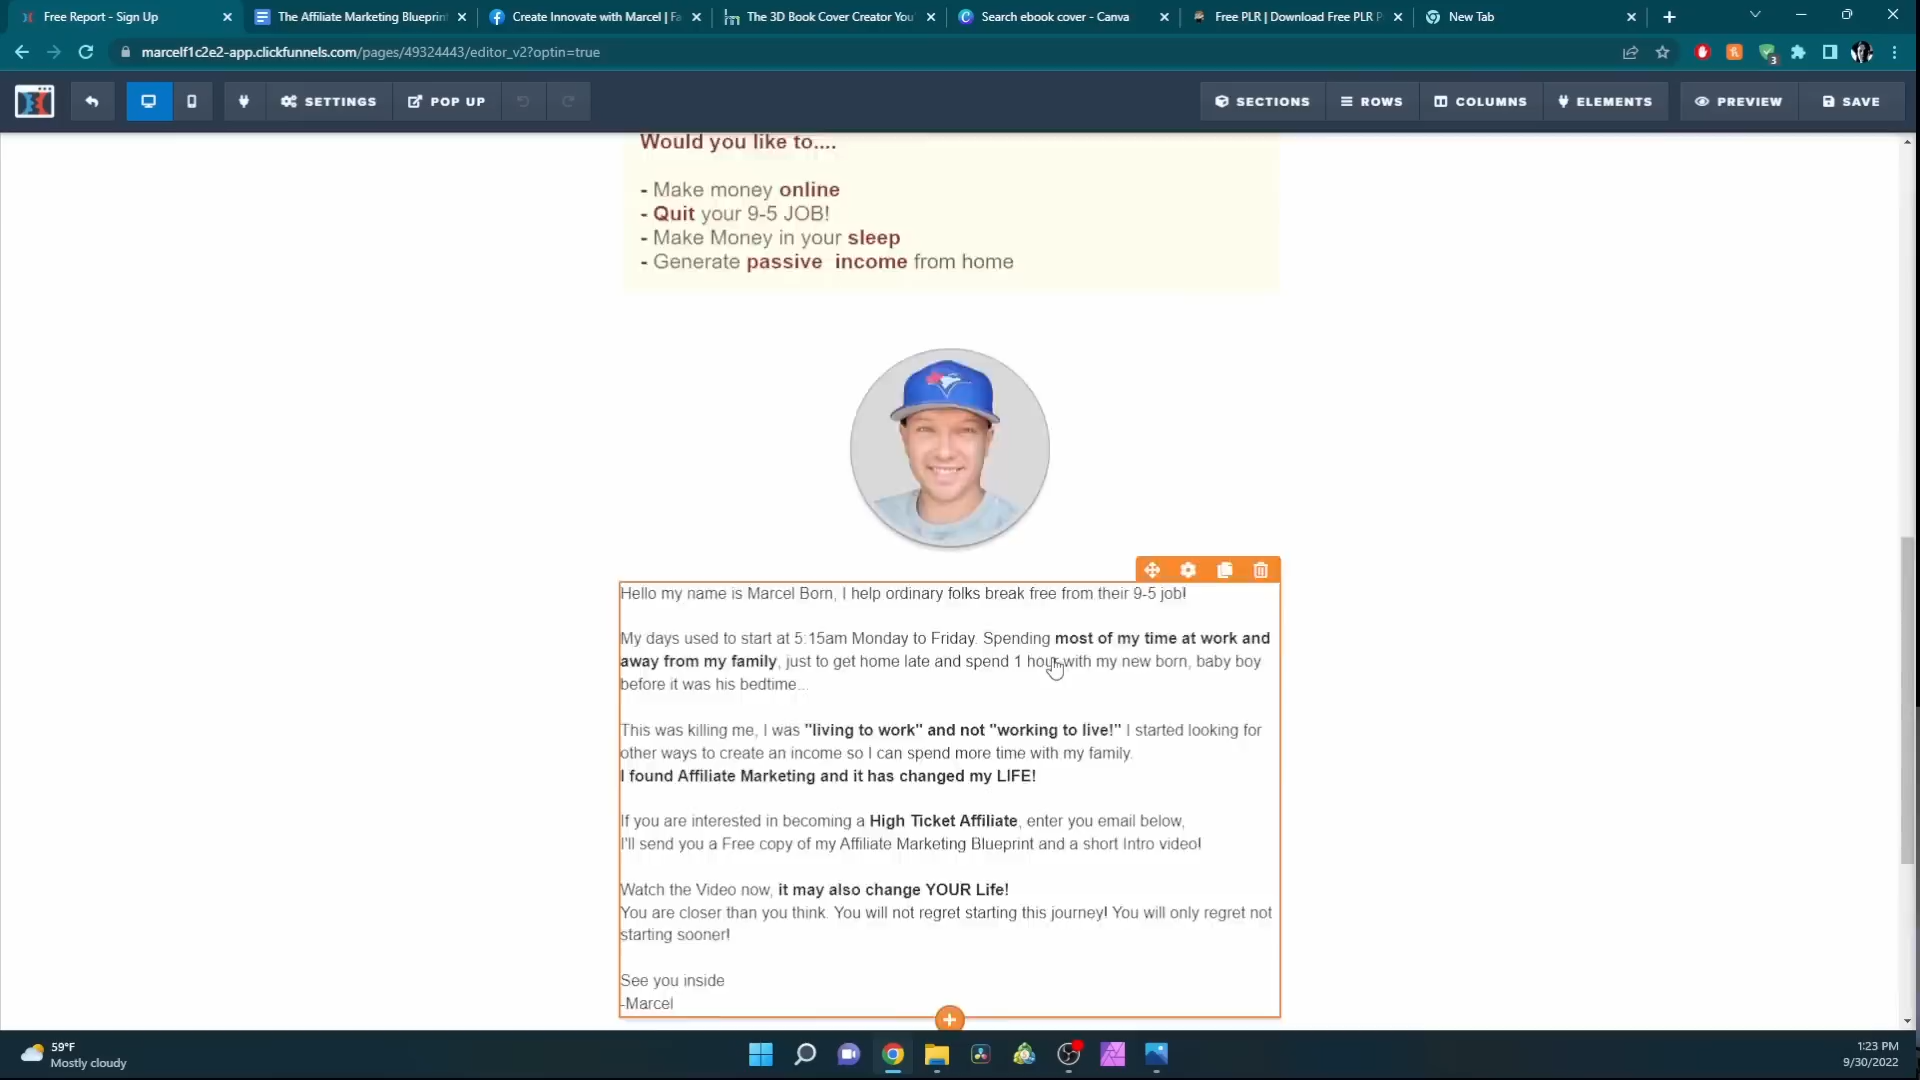 Free Report - Sign Up
The Affiliate Marketing Blueprin
Create Innovate with Marcel | Fa
The 3D Book Cover Creator You'
Search ebook cover - Canva
Free PLR | Download Free PLR P
New Tab
marcelf1c2e2-app.clickfunnels.com/pages/49324443/editor_v2?optin=true
3
SETTINGS
POP UP
SECTIONS
ROWS
COLUMNS
ELEMENTS
PREVIEW
SAVE
Would you like to....
- Make money online
- Quit your 9-5 JOB!
- Make Money in your sleep
- Generate passive income from home
Hello my name is Marcel Born, I help ordinary folks break free from their 9-5 job!
My days used to start at 5:15am Monday to Friday. Spending most of my time at work and
away from my family, just to get home late and spend 1 hour with my new born, baby boy
before it was his bedtime...
This was killing me, I was "living to work" and not "working to live!" I started looking for
other ways to create an income so I can spend more time with my family.
I found Affiliate Marketing and it has changed my LIFE!
If you are interested in becoming a High Ticket Affiliate, enter you email below,
I'll send you a Free copy of my Affiliate Marketing Blueprint and a short Intro video!
Watch the Video now, it may also change YOUR Life!
You are closer than you think. You will not regret starting this journey! You will only regret not
starting sooner!
See you inside
-Marcel
59°F
Mostly cloudy
1:23 PM
9/30/2022